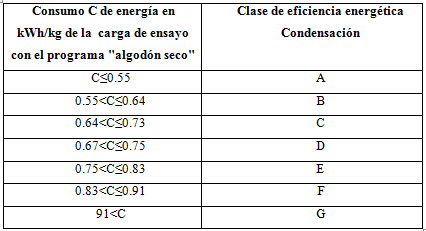 Consumo C de energía en
kWh/kg de la carga de ensayo
con el programa "algodón seco"
Clase de eficiencia energética
Condensación
C≤0.55 A
0.55<C≤0.64 B
0.64<C≤0.73 C
0.67<C≤0.75 D
0.75<C≤0.83 E
0.83<C≤0.91 F
91<C G